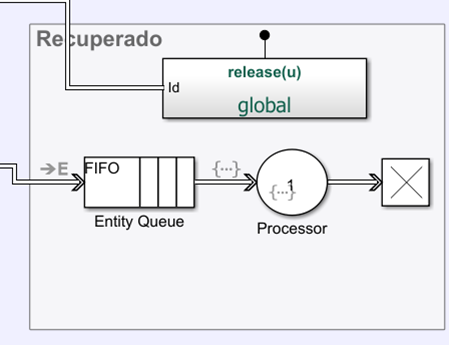 Recuperado
release(u)
Id
global
E
FIFO
{...}
1
{...}
Entity Queue
Processor